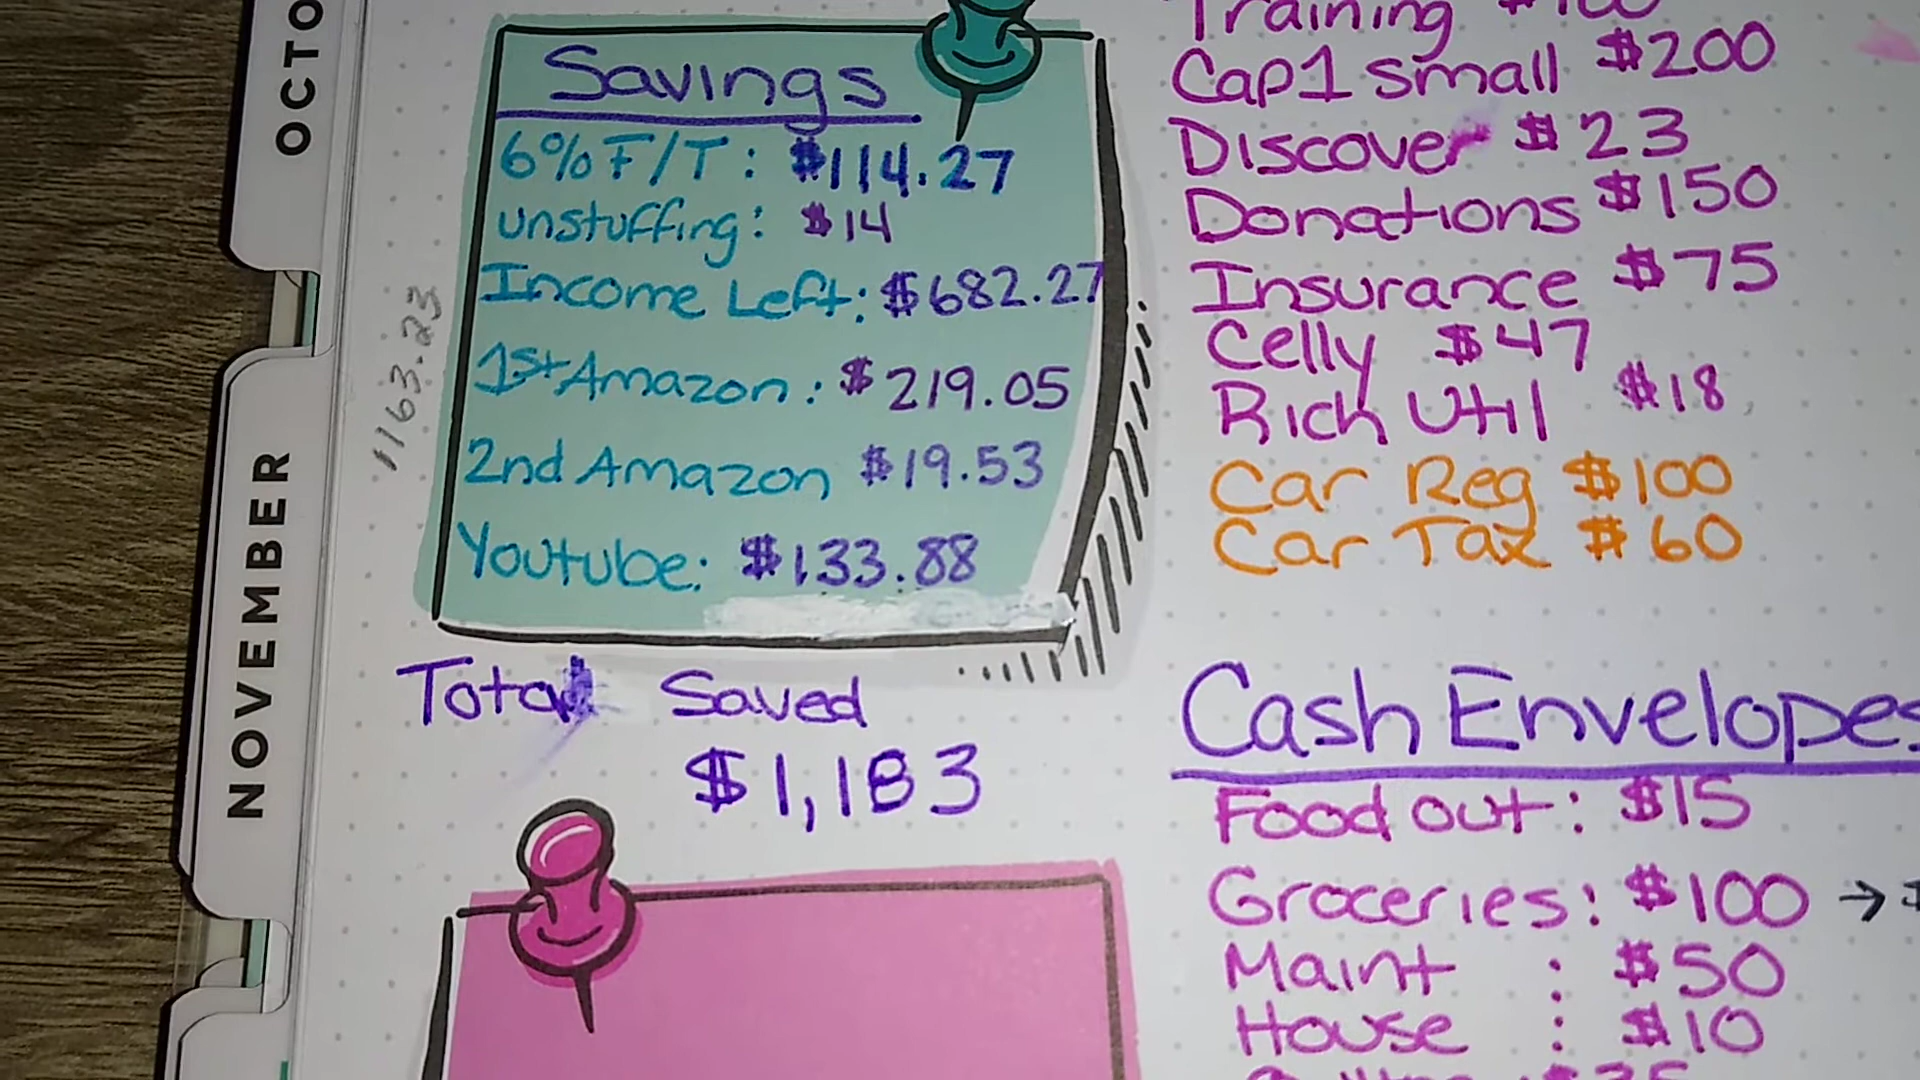 OCTO
NOVEMBER
Savings
6% F/T: $114.27
unstuffing: $14
Income Left: $682.27
1st Amazon: $219.05
2nd Amazon $19.53
Youtube: $133.88
1163.23
Total Saved
$1,183
Training $100
Cap1 small $200
Discover $23
Donations $150
Insurance $75
Celly $47
Rich Util $18
Car Reg $100
Car Tax $60
Cash Envelopes
Food out: $15
Groceries: $100 →
Maint : $50
House : $10